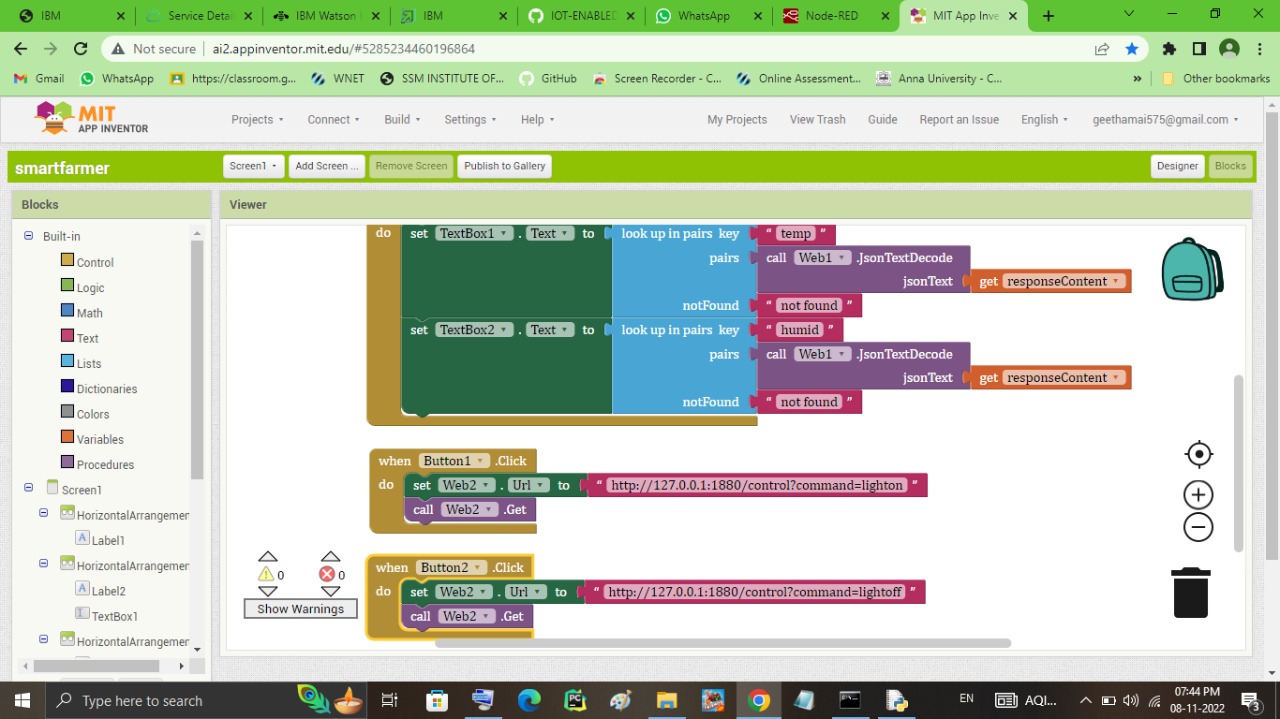 IBM
Service Detai
IBM Watson
IBM
IOT-ENABLED
WhatsApp
Node-RED
MIT App Inve
Not secure
ai2.appinventor.mit.edu/#5285234460196864
Gmail
WhatsApp
https://classroom.g...
WNET
SSM INSTITUTE OF...
GitHub
Screen Recorder - C...
Online Assessment...
Anna University - C...
»
Other bookmarks
MIT
APP INVENTOR
Projects
Connect
Build
Settings
Help
My Projects
View Trash
Guide
Report an Issue
English
geethamai575@gmail.com
smartfarmer
Screen1
Add Screen ...
Remove Screen
Publish to Gallery
Designer
Blocks
Blocks
Viewer
Built-in
Control
Logic
Math
Text
Lists
Dictionaries
Colors
Variables
Procedures
Screen1
HorizontalArrangemer
A Label1
HorizontalArrangemer
A Label2
TextBox1
HorizontalArrangemer
do set TextBox1 . Text to look up in pairs key “ temp ”
pairs call Web1 .JsonTextDecode
jsonText get responseContent
notFound “ not found ”
set TextBox2 . Text to look up in pairs key “ humid ”
pairs call Web1 .JsonTextDecode
jsonText get responseContent
notFound “ not found ”
when Button1 .Click
do set Web2 . Url to “ http://127.0.0.1:1880/control?command=lighton ”
call Web2 .Get
when Button2 .Click
do set Web2 . Url to “ http://127.0.0.1:1880/control?command=lightoff ”
call Web2 .Get
0 0
Show Warnings
Type here to search
PC
EN
AQI...
07:44 PM
08-11-2022
3